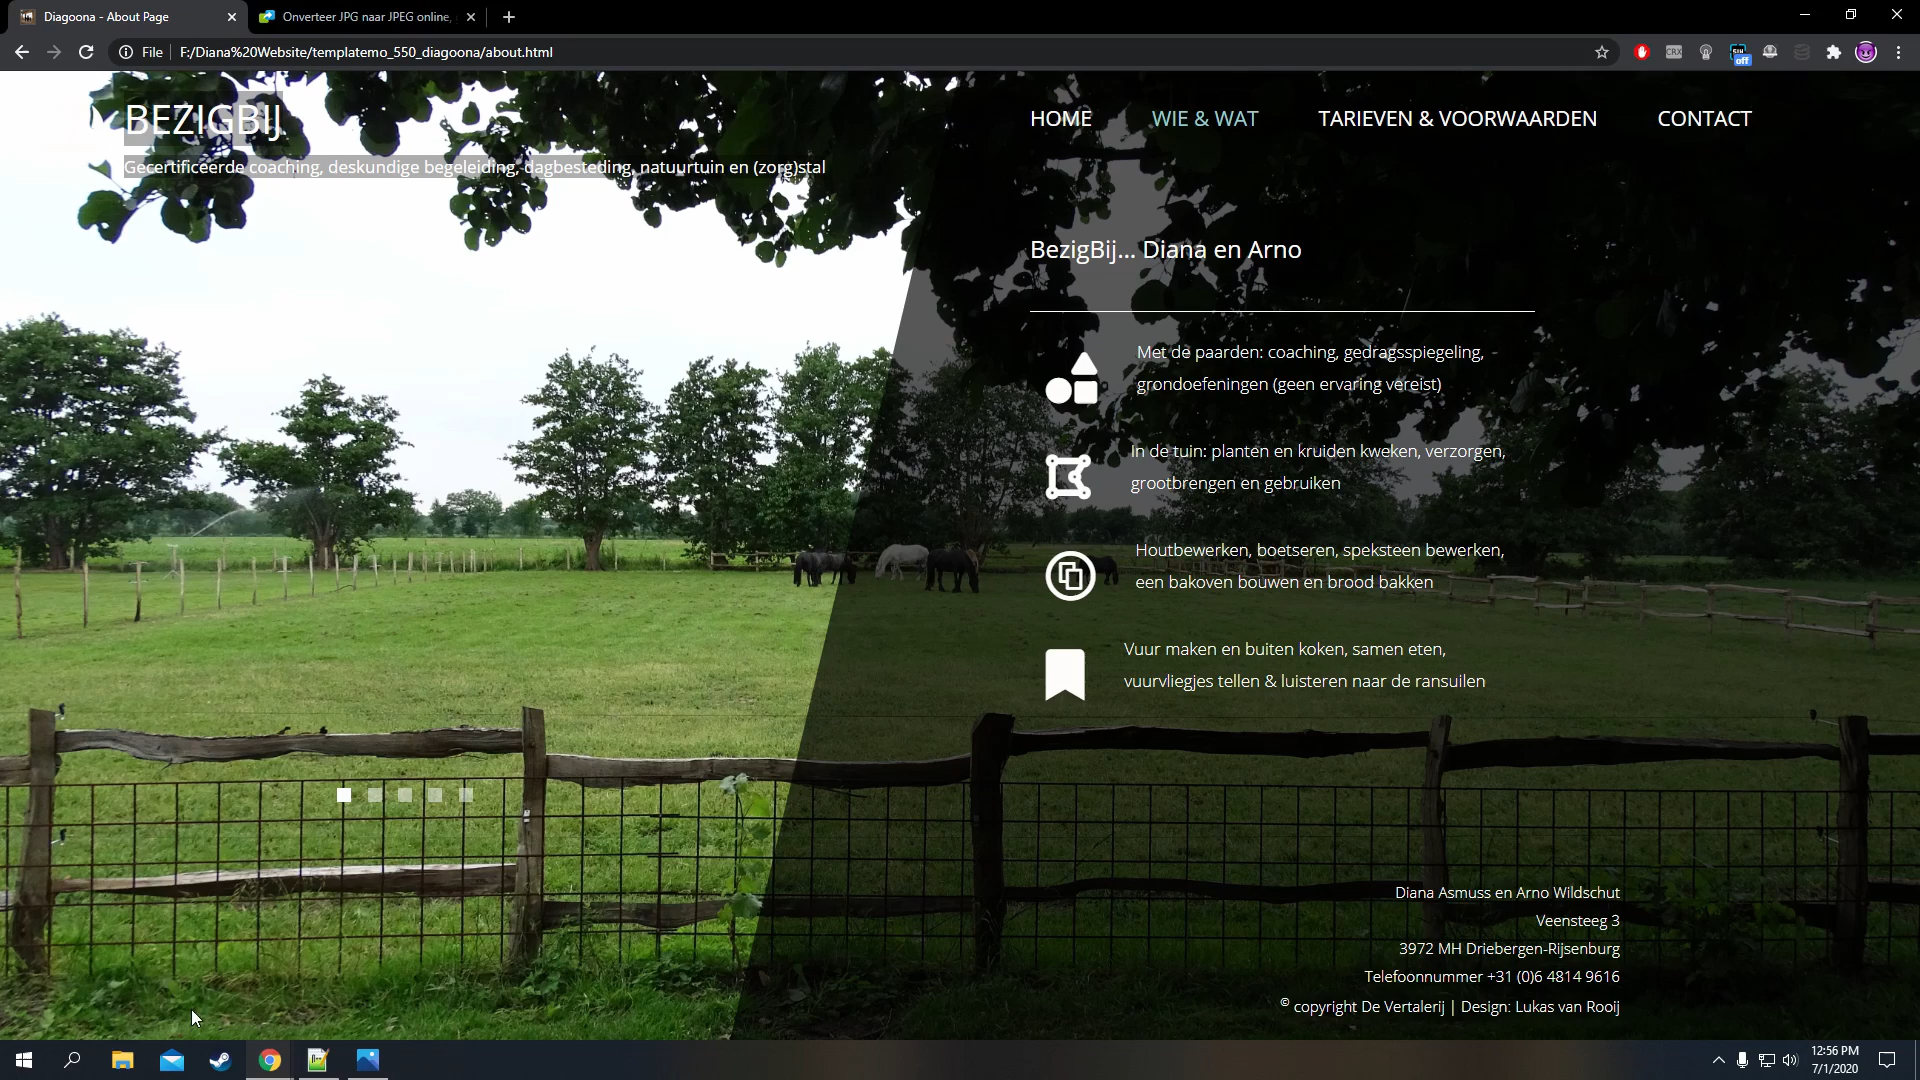 Diagoona - About Page
Onverteer JPG naar JPEG online,
File
F:/Diana%20Website/templatemo_550_diagoona/about.html
CRX
off
BEZIGBIJ
Gecertificeerde coaching, deskundige begeleiding, dagbesteding, natuurtuin en (zorg)stal
HOME WIE & WAT TARIEVEN & VOORWAARDEN CONTACT
BezigBij... Diana en Arno
Met de paarden: coaching, gedragsspiegeling,
grondoefeningen (geen ervaring vereist)
In de tuin: planten en kruiden kweken, verzorgen,
grootbrengen en gebruiken
Houtbewerken, boetseren, speksteen bewerken,
een bakoven bouwen en brood bakken
Vuur maken en buiten koken, samen eten,
vuurvliegjes tellen & luisteren naar de ransuilen
Diana Asmuss en Arno Wildschut
Veensteeg 3
3972 MH Driebergen-Rijsenburg
Telefoonnummer +31 (0)6 4814 9616
© copyright De Vertalerij | Design: Lukas van Rooij
12:56 PM
7/1/2020